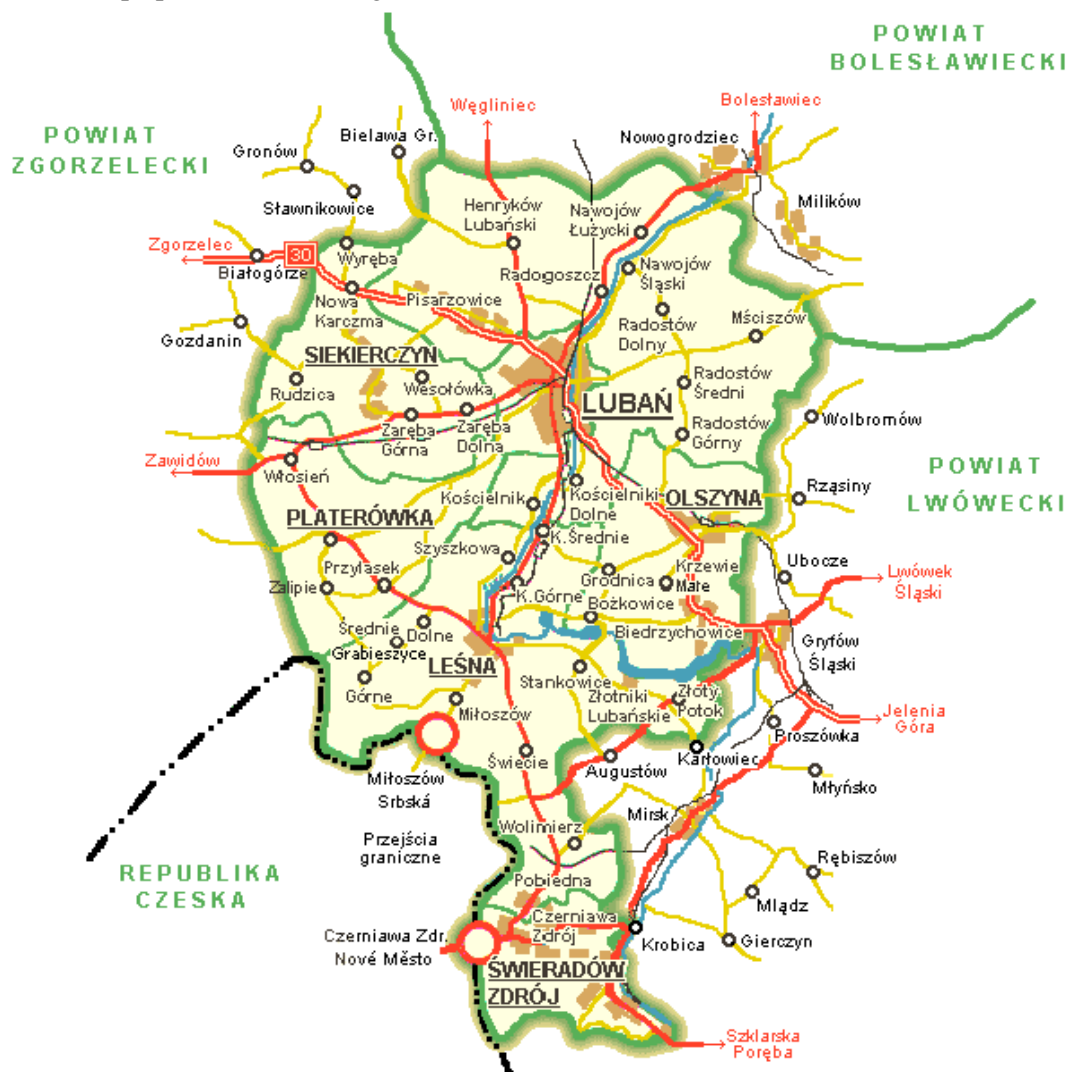 POWIAT
BOLESŁAWIECKI
Bolesławiec
Węgliniec
POWIAT
ZGORZELECKI
Bielawa Gr.
Nowogrodziec
Gronów
Milików
Sławnikowice
Henryków
Lubański
Nawojów
Łużycki
Zgorzelec
30
Białogórze
Wyręba
Radogoszcz
Nawojów
Śląski
Nowa
Karczma
Pisarzowice
Radostów
Dolny
Mściszów
Gozdanin
SIEKIERCZYN
Rudzica
Wesołówka
Radostów
Średni
LUBAŃ
Wolbromów
Zaręba
Górna
Zaręba
Dolna
Radostów
Górny
Zawidów
Włosień
POWIAT
LWÓWECKI
Kościelnik
Kościelniki
Dolne
OLSZYNA
Rząsiny
PLATERÓWKA
K.Średnie
Szyszkowa
Przylasek
Zalipie
Grodnica
Krzewie
Małe
Ubocze
Lwówek
Śląski
K.Górne
Bożkowice
Średnie
Dolne
Grabieszyce
Górne
Biedrzychowice
Gryfów
Śląski
LEŚNA
Stankowice
Złotniki
Lubańskie
Złoty
Potok
Miłoszów
Jelenia
Góra
Proszówka
Karłowiec
Świecie
Augustów
Młyńsko
Miłoszów
Srbská
Mirsk
Wolimierz
Przejścia
graniczne
Rębiszów
REPUBLIKA
CZESKA
Pobiedna
Mlądz
Czerniawa
Zdrój
Krobica
Gierczyn
Czerniawa Zdr.
Nové Město
ŚWIERADÓW
ZDRÓJ
Szklarska
Poręba